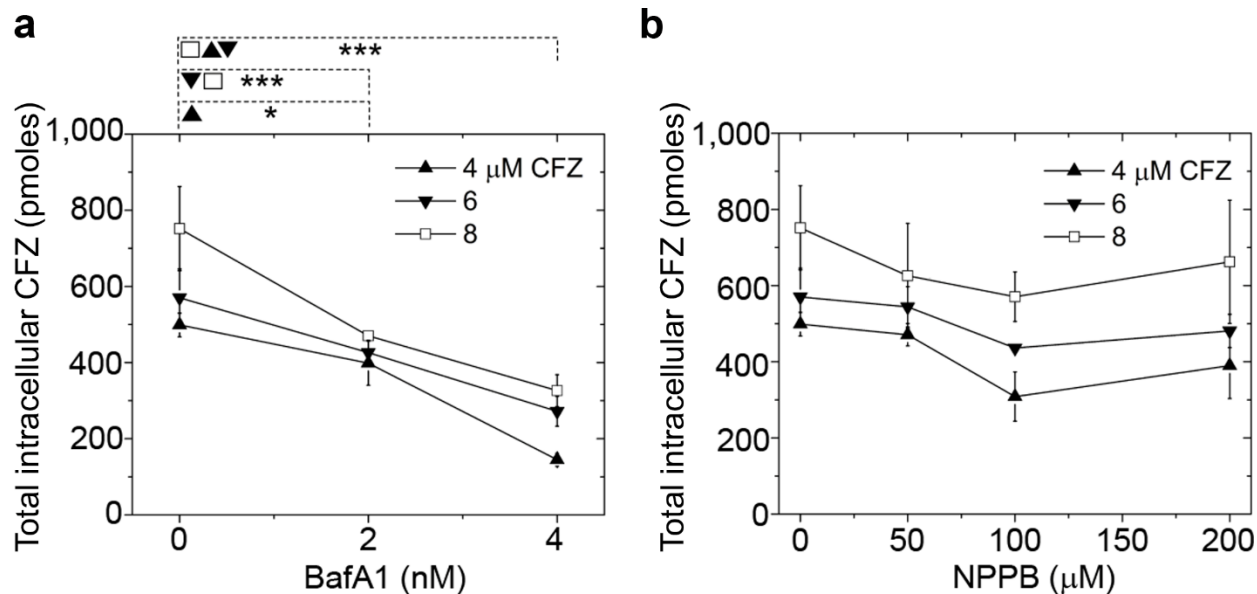 a
***
***
*
Total intracellular CFZ (pmoles)
1,000
800
600
400
200
0
4 μM CFZ
6
8
0 2 4
BafA1 (nM)
b
Total intracellular CFZ (pmoles)
1,000
800
600
400
200
0
4 μM CFZ
6
8
0 50 100 150 200
NPPB (μM)